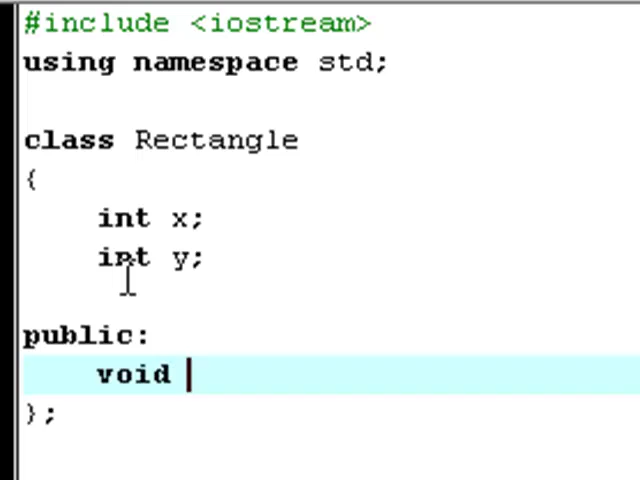 #include <iostream>
using namespace std;
class Rectangle
{
int x;
int y;
public:
void
};